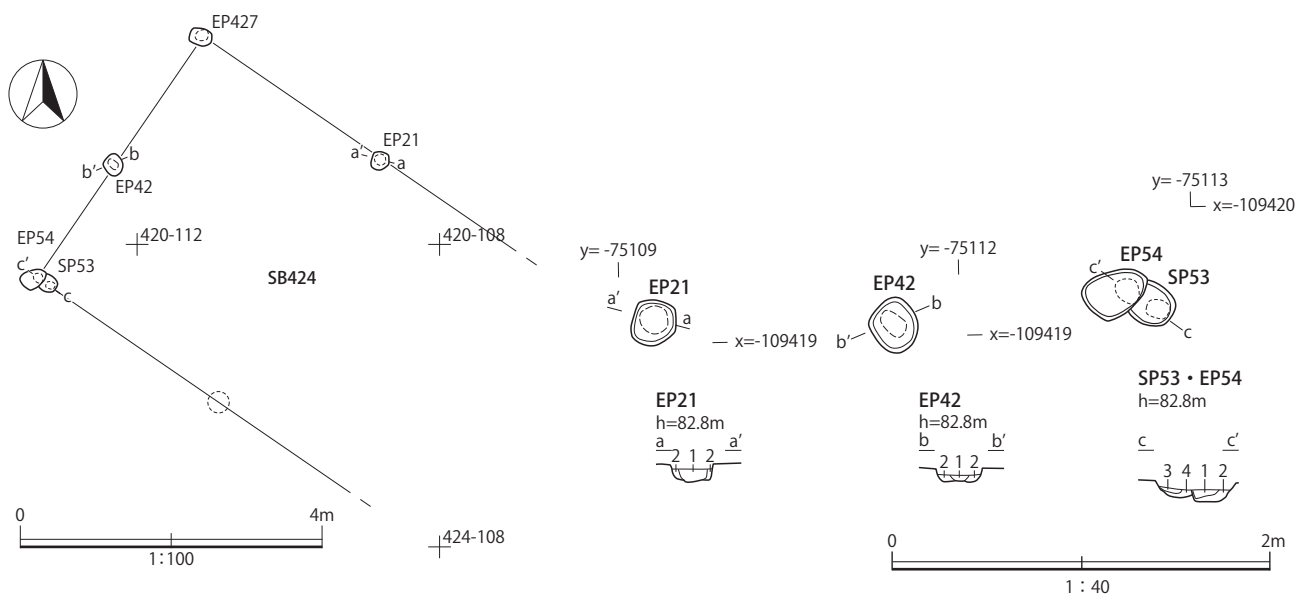 EP427
EP21
a′
a
b
b′
EP42
EP54
420-112
420-108
c′
SP53
SB424
c
0
4m
1:100
424-108
y= -75109
a′
EP21
a
x=-109419
EP21
h=82.8m
a
a′
2 1 2
y= -75112
EP42
b
b′
x=-109419
EP42
h=82.8m
b
b′
2 1 2
y= -75113
x=-109420
EP54
c′
SP53
c
SP53・EP54
h=82.8m
c
c′
3 4 1 2
0
2m
1：40